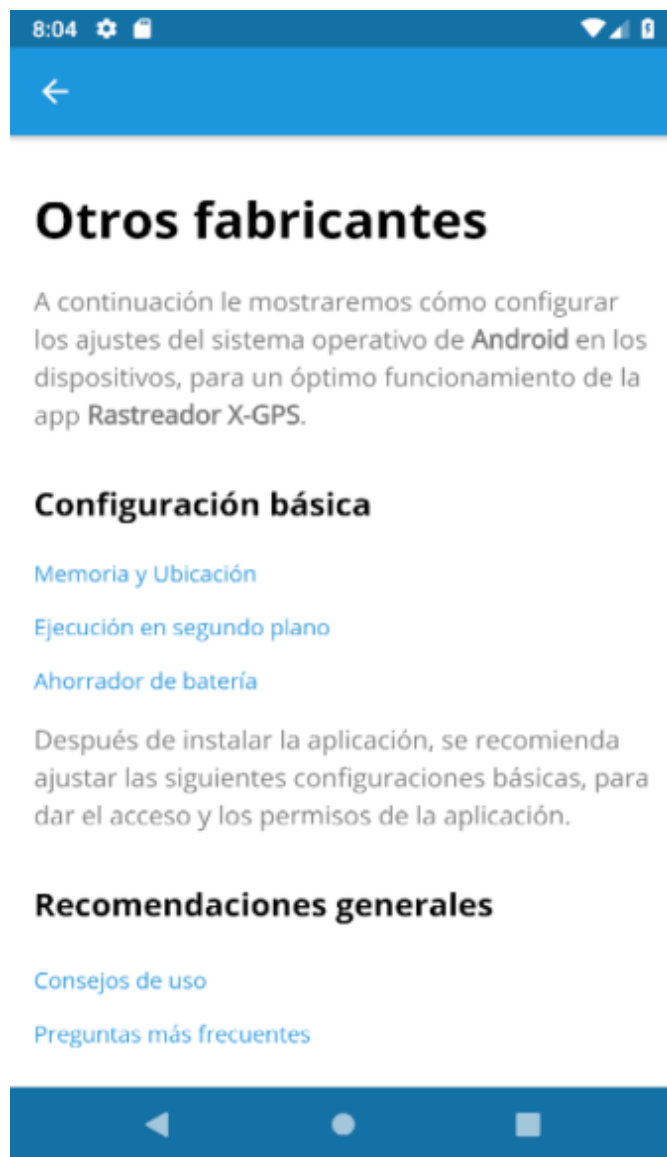 8:04
Otros fabricantes
A continuación le mostraremos cómo configurar
los ajustes del sistema operativo de Android en los
dispositivos, para un óptimo funcionamiento de la
app Rastreador X-GPS.
Configuración básica
Memoria y Ubicación
Ejecución en segundo plano
Ahorrador de batería
Después de instalar la aplicación, se recomienda
ajustar las siguientes configuraciones básicas, para
dar el acceso y los permisos de la aplicación.
Recomendaciones generales
Consejos de uso
Preguntas más frecuentes